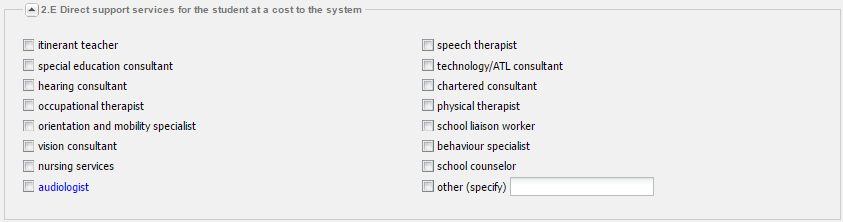 2.E Direct support services for the student at a cost to the system
itinerant teacher
special education consultant
hearing consultant
occupational therapist
orientation and mobility specialist
vision consultant
nursing services
audiologist
speech therapist
technology/ATL consultant
chartered consultant
physical therapist
school liaison worker
behaviour specialist
school counselor
other (specify)